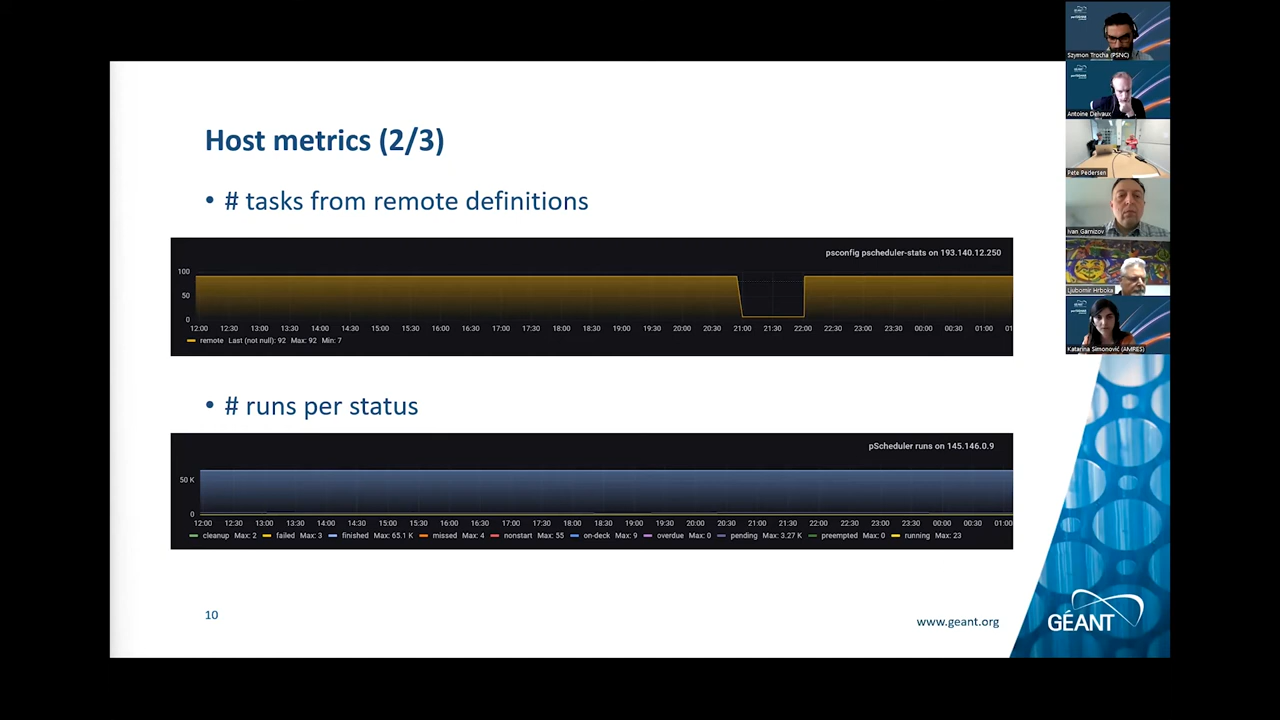 Host metrics (2/3)
• # tasks from remote definitions
psconfig pscheduler-stats on 193.140.12.250
100
50
0
12:00 12:30 13:00 13:30 14:00 14:30 15:00 15:30 16:00 16:30 17:00 17:30 18:00 18:30 19:00 19:30 20:00 20:30 21:00 21:30 22:00 22:30 23:00 23:30 00:00 00:30 01:00 01
remote Last (not null): 92 Max: 92 Min: 7
• # runs per status
pScheduler runs on 145.146.0.9
50 K
0
12:00 12:30 13:00 13:30 14:00 14:30 15:00 15:30 16:00 16:30 17:00 17:30 18:00 18:30 19:00 19:30 20:00 20:30 21:00 21:30 22:00 22:30 23:00 23:30 00:00 00:30 01:00
cleanup Max: 2 failed Max: 3 finished Max: 65.1 K missed Max: 4 nonstart Max: 55 on-deck Max: 9 overdue Max: 0 pending Max: 3.27 K preempted Max: 0 running Max: 23
10
www.geant.org
GÉANT
Szymon Trocha (PSNC)
Antoine Delvaux
Pete Pedersen
Ivan Garnizov
Ljubomir Hrboka
Katarina Simonović (AMRES)